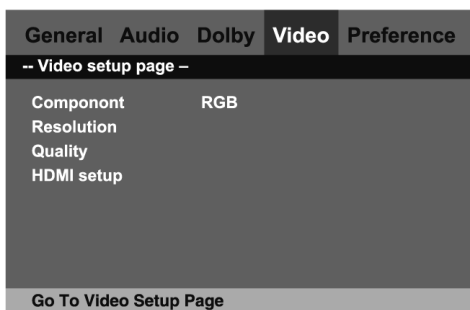 General Audio Dolby Video Preference
-- Video setup page –
Componont RGB
Resolution
Quality
HDMI setup
Go To Video Setup Page